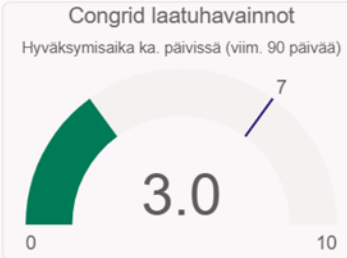 Congrid laatuhavainnot
Hyväksymisaika ka. päivissä (viim. 90 päivää)
7
3.0
0
10